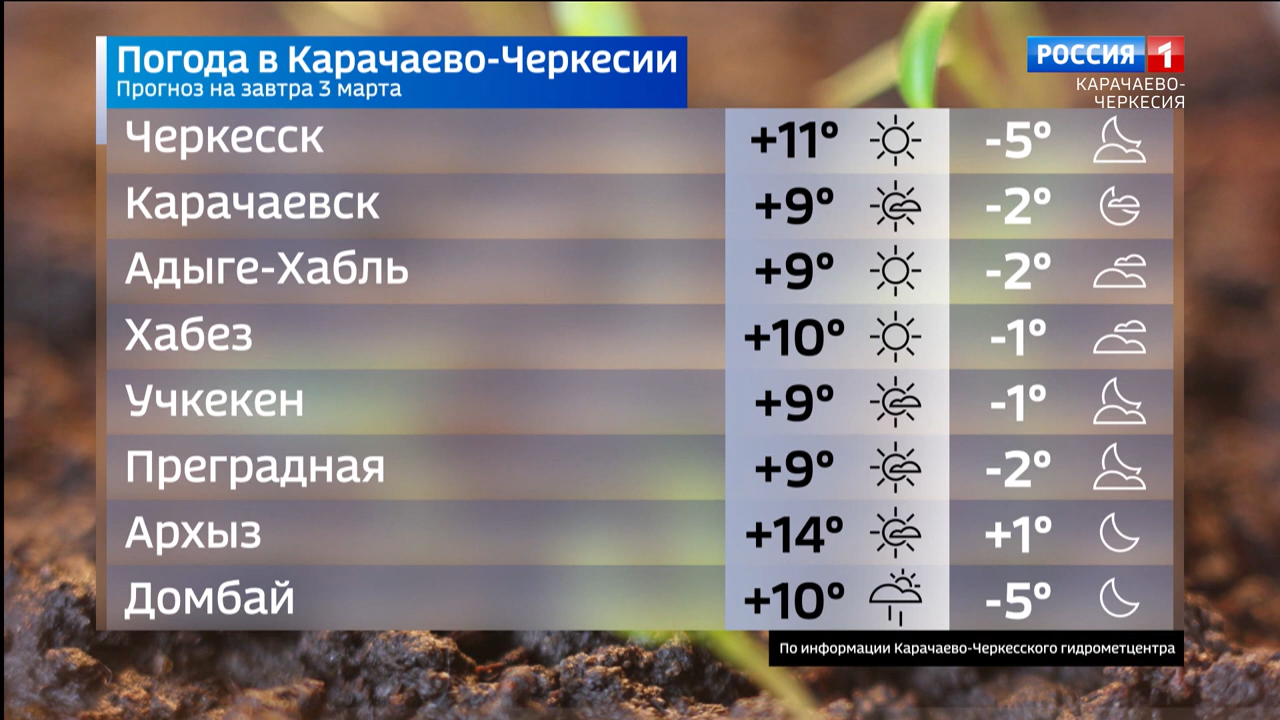 Погода в Карачаево-Черкесии
Прогноз на завтра 3 марта
РОССИЯ 1
КАРАЧАЕВО-
ЧЕРКЕСИЯ
Черкесск +11° -5°
Карачаевск +9° -2°
Адыге-Хабль +9° -2°
Хабез +10° -1°
Учкекен +9° -1°
Преградная +9° -2°
Архыз +14° +1°
Домбай +10° -5°
По информации Карачаево-Черкесского гидрометцентра